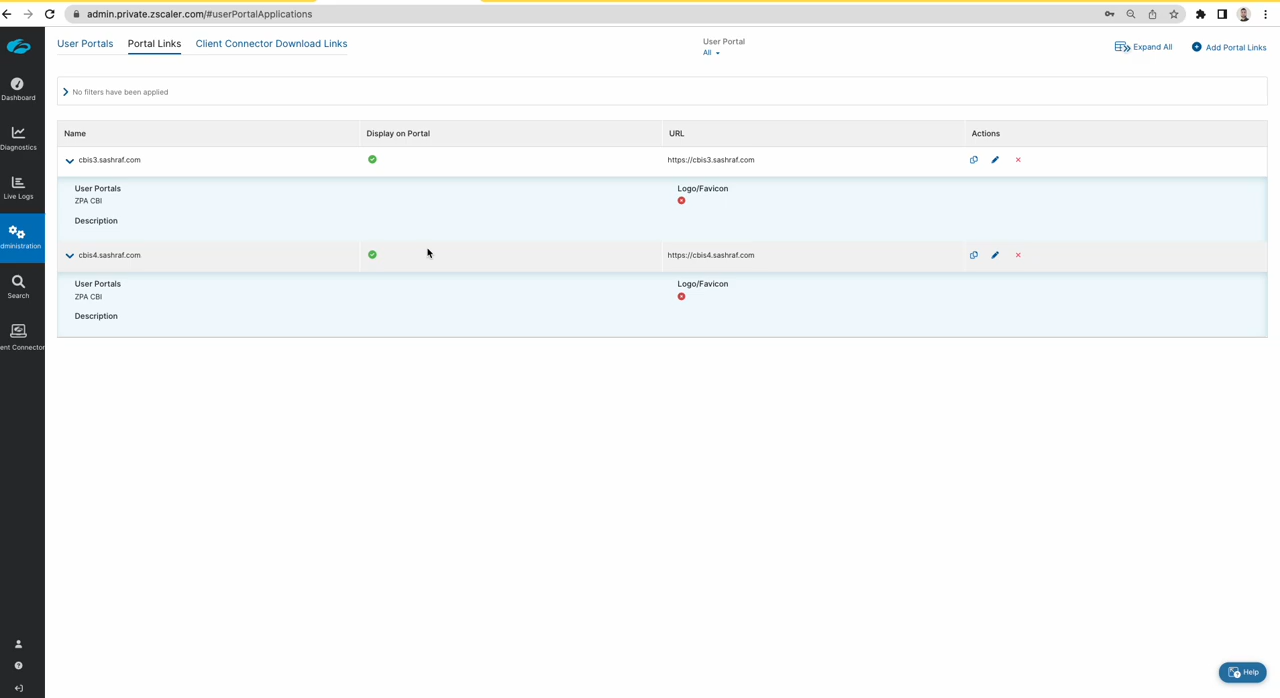 admin.private.zscaler.com/#userPortalApplications
User Portals
Portal Links
Client Connector Download Links
User Portal
All
Expand All
Add Portal Links
Dashboard
Diagnostics
Live Logs
dministration
Search
ent Connector
No filters have been applied
Name
Display on Portal
URL
Actions
cbis3.sashraf.com
https://cbis3.sashraf.com
User Portals
Logo/Favicon
ZPA CBI
Description
cbis4.sashraf.com
https://cbis4.sashraf.com
User Portals
Logo/Favicon
ZPA CBI
Description
Help